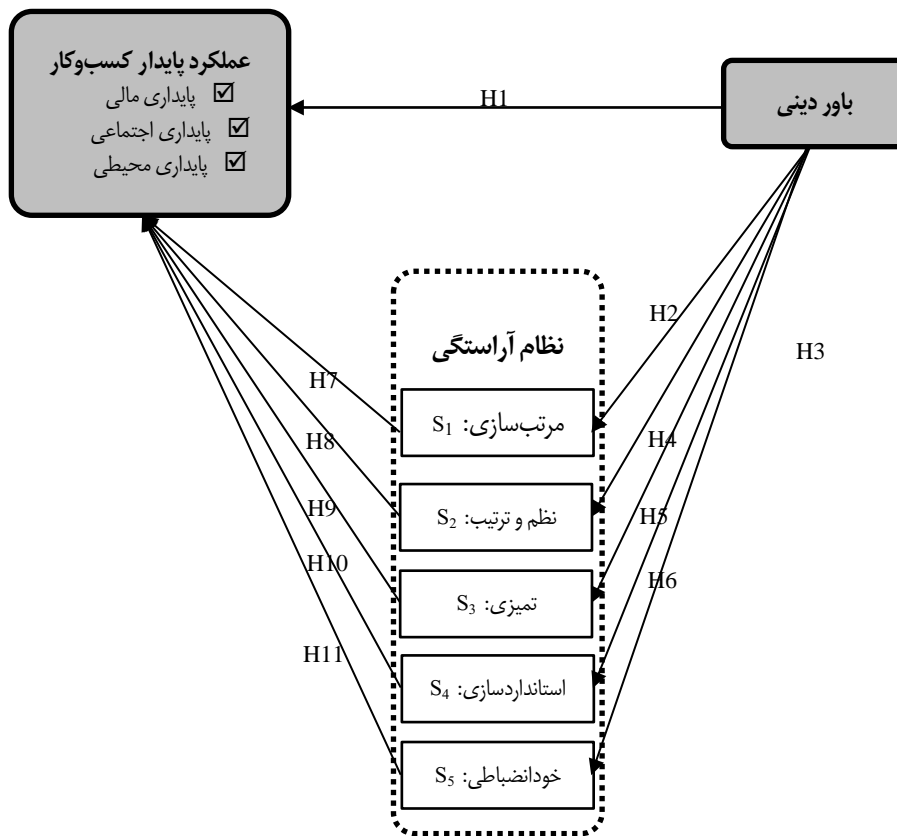 عملکرد پایدار کسب‌وکار
☑ پایداری مالی
☑ پایداری اجتماعی
☑ پایداری محیطی
باور دینی
H1
H2
H3
نظام آراستگی
H7
S1: مرتب‌سازی
H8
H4
S2: نظم و ترتیب
H9
H5
H10
H6
S3: تمیزی
H11
S4: استانداردسازی
S5: خودانضباطی